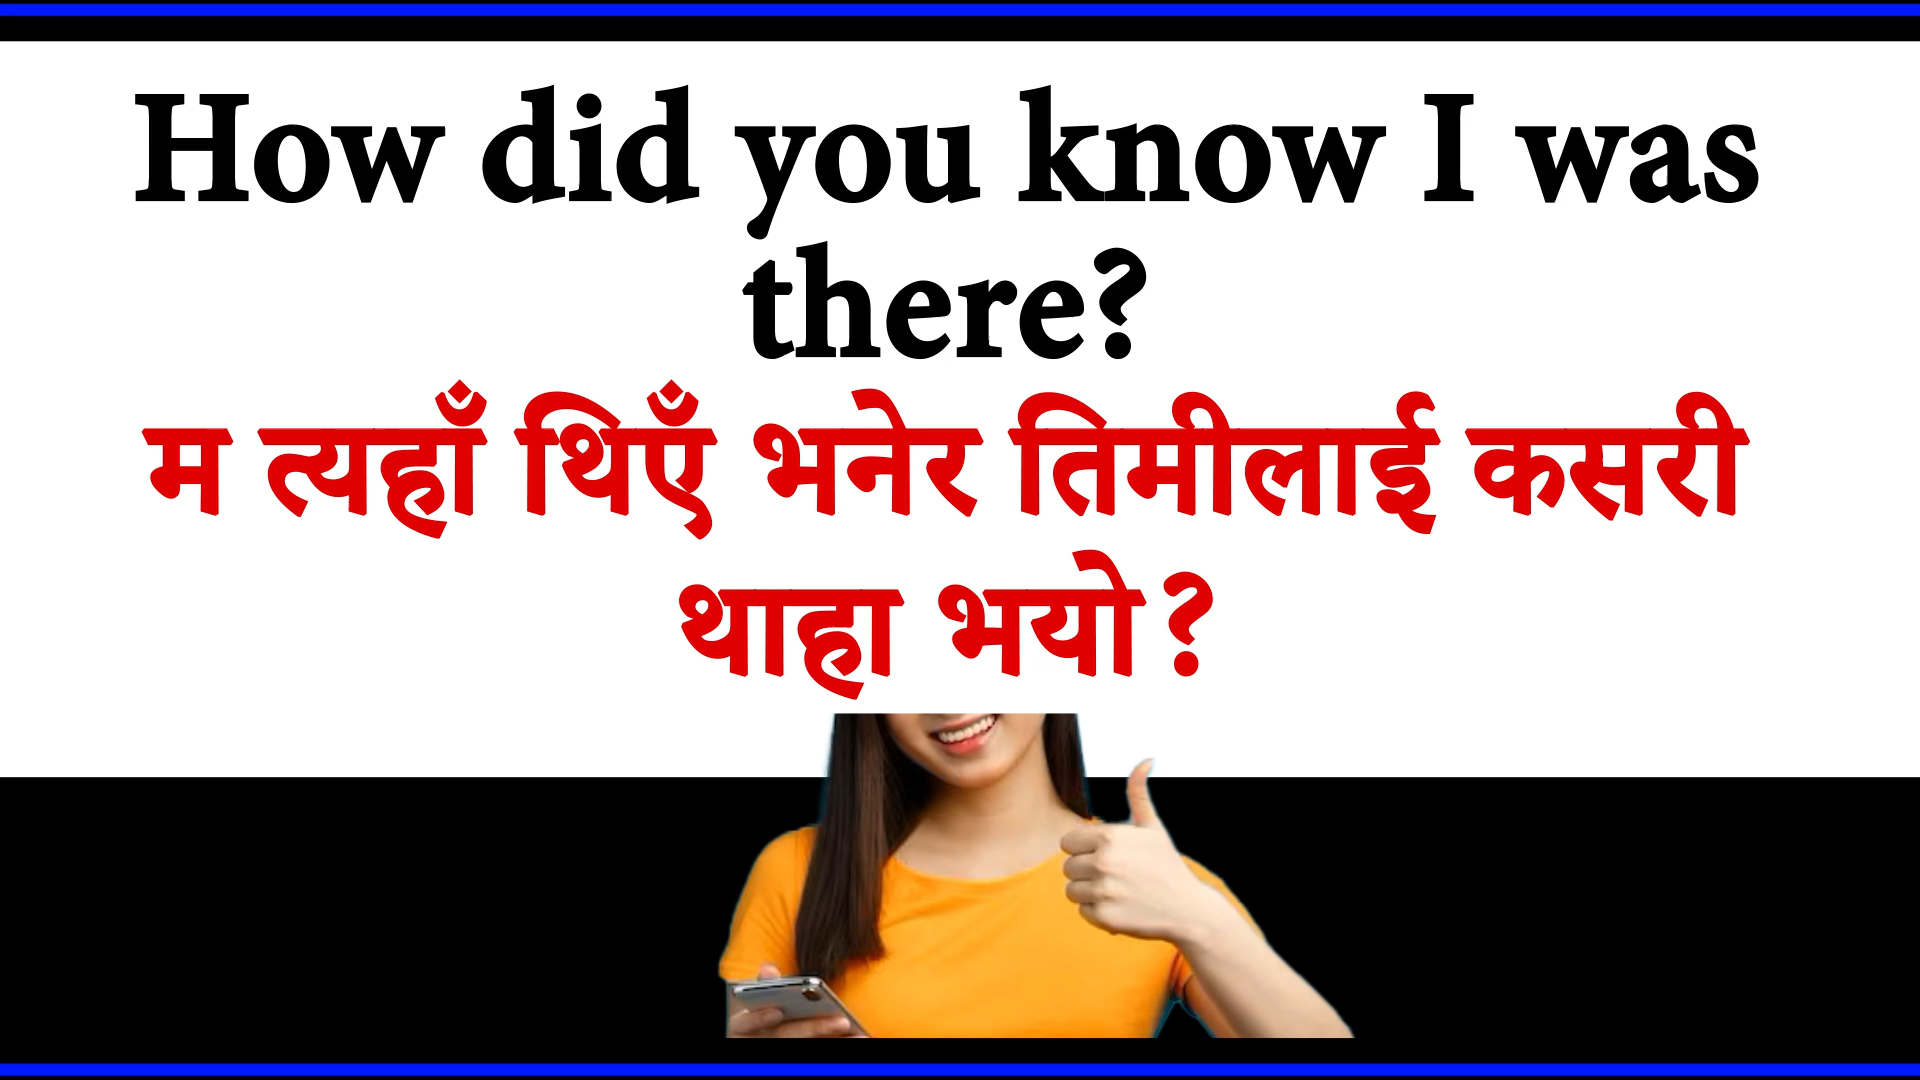 How did you know I was
there?
म त्यहाँ थिएँ भनेर तिमीलाई कसरी
थाहा भयो ?